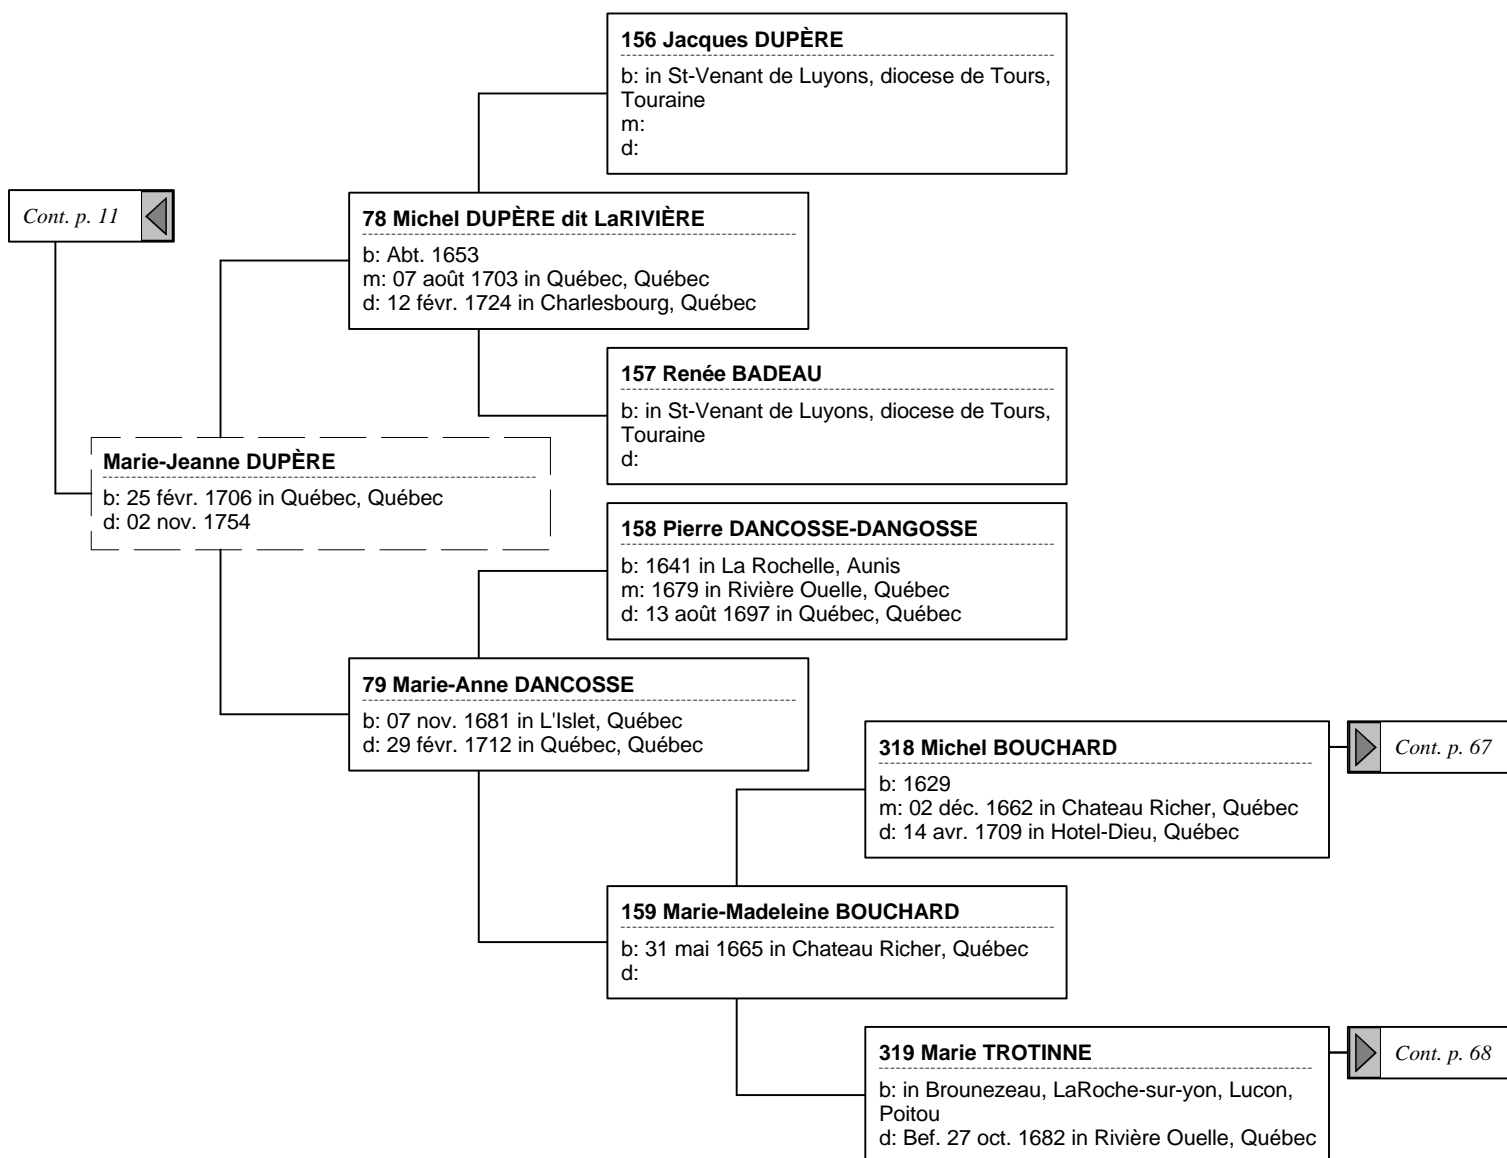 156 Jacques DUPÈRE
b: in St-Venant de Luyons, diocese de Tours,
Touraine
m:
d:
Cont. p. 11
78 Michel DUPÈRE dit LaRIVIÈRE
b: Abt. 1653
m: 07 août 1703 in Québec, Québec
d: 12 févr. 1724 in Charlesbourg, Québec
157 Renée BADEAU
b: in St-Venant de Luyons, diocese de Tours,
Touraine
d:
Marie-Jeanne DUPÈRE
b: 25 févr. 1706 in Québec, Québec
d: 02 nov. 1754
158 Pierre DANCOSSE-DANGOSSE
b: 1641 in La Rochelle, Aunis
m: 1679 in Rivière Ouelle, Québec
d: 13 août 1697 in Québec, Québec
79 Marie-Anne DANCOSSE
b: 07 nov. 1681 in L'Islet, Québec
d: 29 févr. 1712 in Québec, Québec
318 Michel BOUCHARD
b: 1629
m: 02 déc. 1662 in Chateau Richer, Québec
d: 14 avr. 1709 in Hotel-Dieu, Québec
Cont. p. 67
159 Marie-Madeleine BOUCHARD
b: 31 mai 1665 in Chateau Richer, Québec
d:
319 Marie TROTINNE
b: in Brounezeau, LaRoche-sur-yon, Lucon,
Poitou
d: Bef. 27 oct. 1682 in Rivière Ouelle, Québec
Cont. p. 68